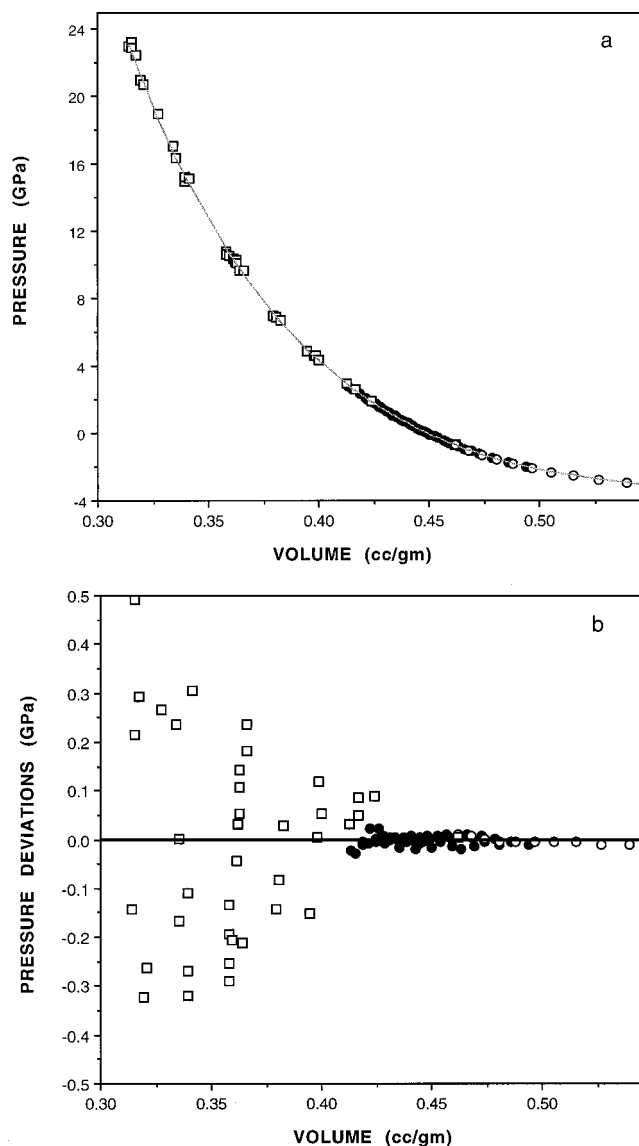 a
24
20
16
12
8
4
0
-4
PRESSURE (GPa)
0.30 0.35 0.40 0.45 0.50
VOLUME (cc/gm)
b
0.5
0.4
0.3
0.2
0.1
0.0
-0.1
-0.2
-0.3
-0.4
-0.5
PRESSURE DEVIATIONS (GPa)
0.30 0.35 0.40 0.45 0.50
VOLUME (cc/gm)